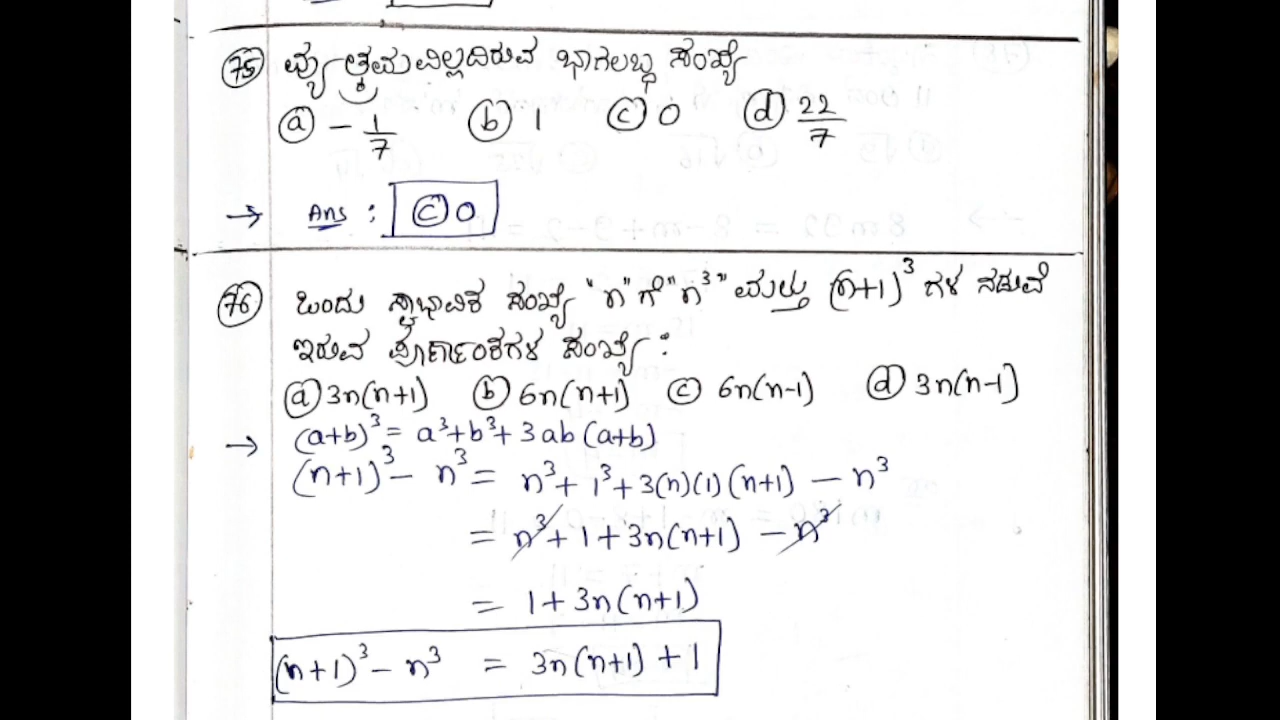 75 ವ್ಯುತ್ಕ್ರಮವಿಲ್ಲದಿರುವ ಭಾಗಲಬ್ಧ ಸಂಖ್ಯೆ
ⓐ -1/7 ⓑ 1 ⓒ 0 ⓓ 22/7
→ Ans : ⓒ 0
76 ಒಂದು ಸ್ವಾಭಾವಿಕ ಸಂಖ್ಯೆ "n" ಗೆ "n³" ಮತ್ತು (n+1)³ ಗಳ ನಡುವೆ
ಇರುವ ಪೂರ್ಣಾಂಕಗಳ ಸಂಖ್ಯೆ :
ⓐ 3n(n+1) ⓑ 6n(n+1) ⓒ 6n(n-1) ⓓ 3n(n-1)
→ (a+b)³ = a³+b³+3ab(a+b)
(n+1)³ - n³ = n³+1³+3(n)(1)(n+1) - n³
= n³+1+3n(n+1) - n³
= 1+3n(n+1)
(n+1)³ - n³ = 3n(n+1) + 1